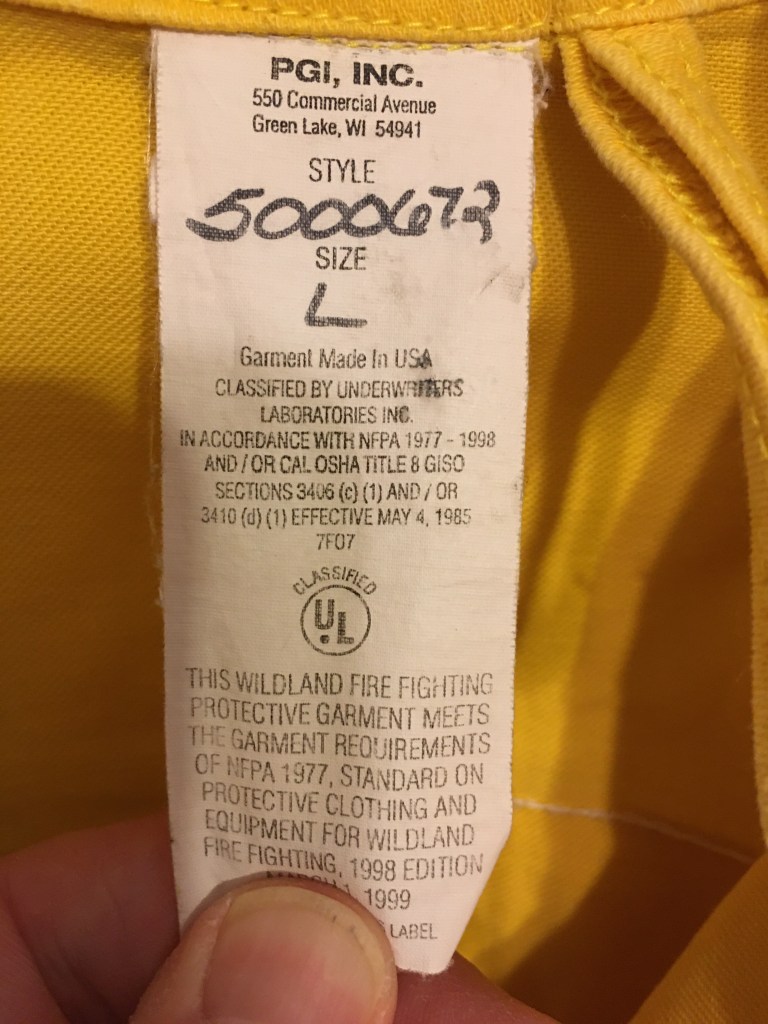 PGI, INC.
550 Commercial Avenue
Green Lake, WI 54941
STYLE
5000673
SIZE
L
Garment Made In USA
CLASSIFIED BY UNDERWRITERS
LABORATORIES INC.
IN ACCORDANCE WITH NFPA 1977 - 1998
AND / OR CAL OSHA TITLE 8 GISO
SECTIONS 3406 (c) (1) AND / OR
3410 (d) (1) EFFECTIVE MAY 4, 1985
7F07
CLASSIFIED
UL
THIS WILDLAND FIRE FIGHTING
PROTECTIVE GARMENT MEETS
THE GARMENT REQUIREMENTS
OF NFPA 1977, STANDARD ON
PROTECTIVE CLOTHING AND
EQUIPMENT FOR WILDLAND
FIRE FIGHTING, 1998 EDITION
MARCH 1, 1999
LABEL